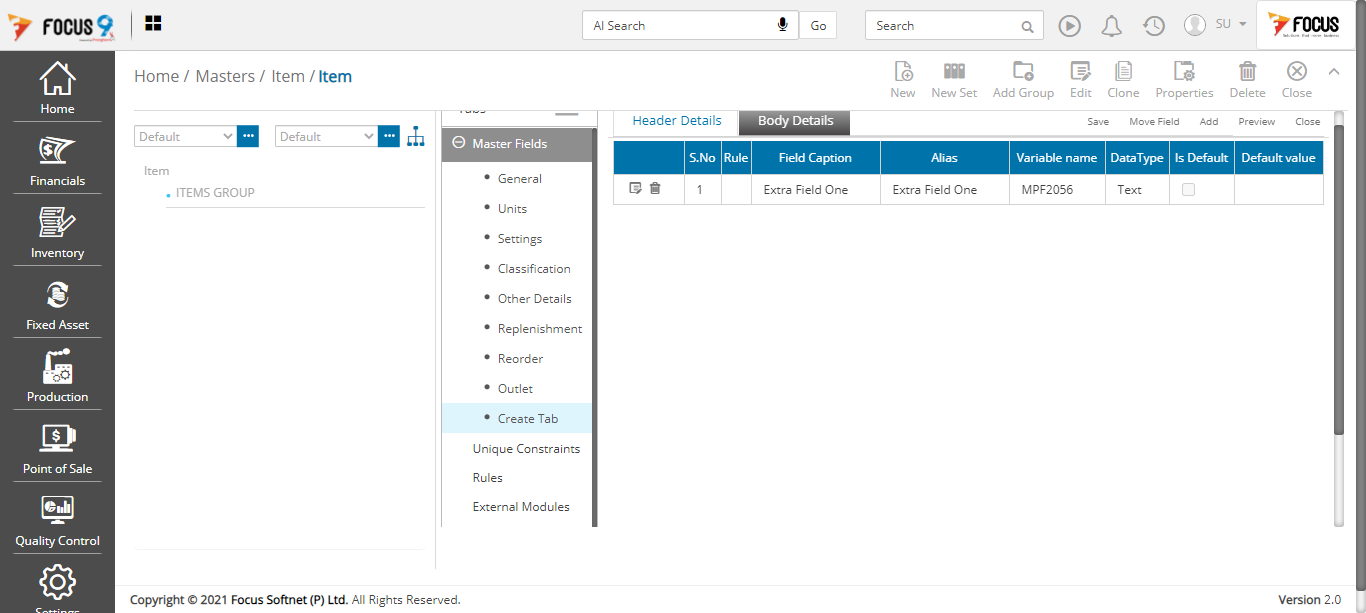 FOCUS 9
AI Search
Go
Search
SU
FOCUS
Home
Financials
Inventory
Fixed Asset
Production
Point of Sale
Quality Control
Settings
Home / Masters / Item / Item
New
New Set
Add Group
Edit
Clone
Properties
Delete
Close
Default
Default
Item
ITEMS GROUP
Tabs
Master Fields
General
Units
Settings
Classification
Other Details
Replenishment
Reorder
Outlet
Create Tab
Unique Constraints
Rules
External Modules
Header Details
Body Details
Save
Move Field
Add
Preview
Close
S.No Rule Field Caption Alias Variable name DataType Is Default Default value
1 Extra Field One Extra Field One MPF2056 Text
Copyright © 2021 Focus Softnet (P) Ltd. All Rights Reserved.
Version 2.0